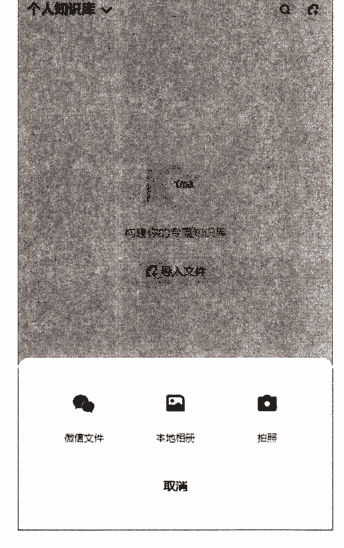 个人知识库
ima
构建你的专属知识库
导入文件
微信文件 本地相册 拍照
取消